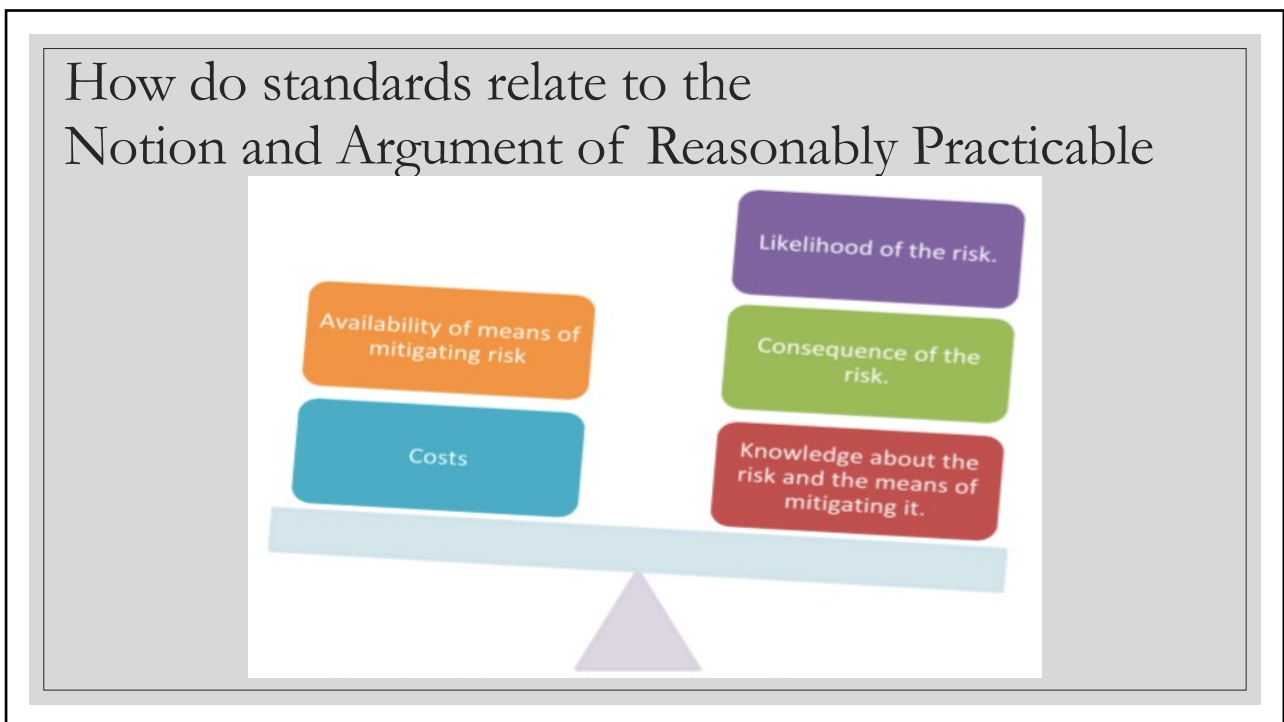 How do standards relate to the
Notion and Argument of Reasonably Practicable
Availability of means of
mitigating risk
Costs
Likelihood of the risk.
Consequence of the
risk.
Knowledge about the
risk and the means of
mitigating it.